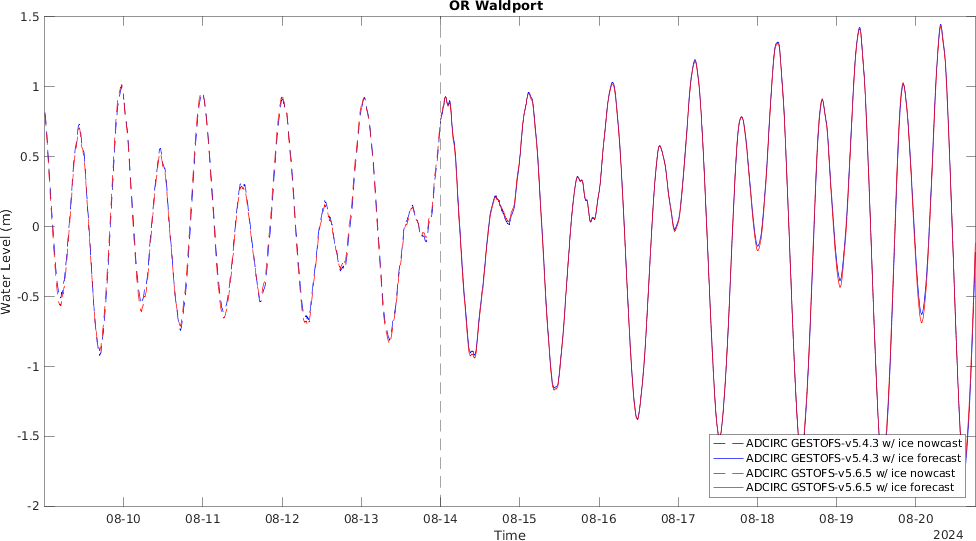 OR Waldport
1.5
1
0.5
0
-0.5
-1
-1.5
-2
Water Level (m)
08-10 08-11 08-12 08-13 08-14 08-15 08-16 08-17 08-18 08-19 08-20
Time
2024
ADCIRC GESTOFS-v5.4.3 w/ ice nowcast
ADCIRC GESTOFS-v5.4.3 w/ ice forecast
ADCIRC GSTOFS-v5.6.5 w/ ice nowcast
ADCIRC GSTOFS-v5.6.5 w/ ice forecast